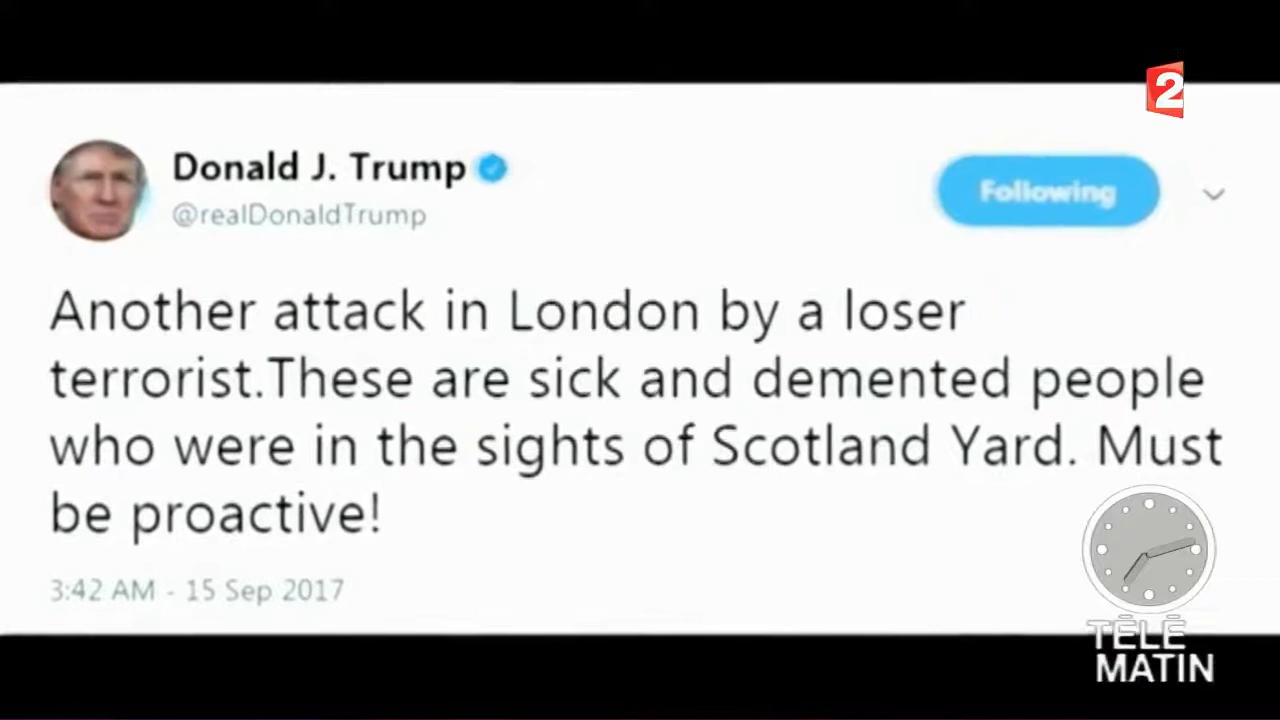 2
Donald J. Trump
@realDonaldTrump
Following
Another attack in London by a loser
terrorist.These are sick and demented people
who were in the sights of Scotland Yard. Must
be proactive!
3:42 AM - 15 Sep 2017
TÉLÉ
MATIN